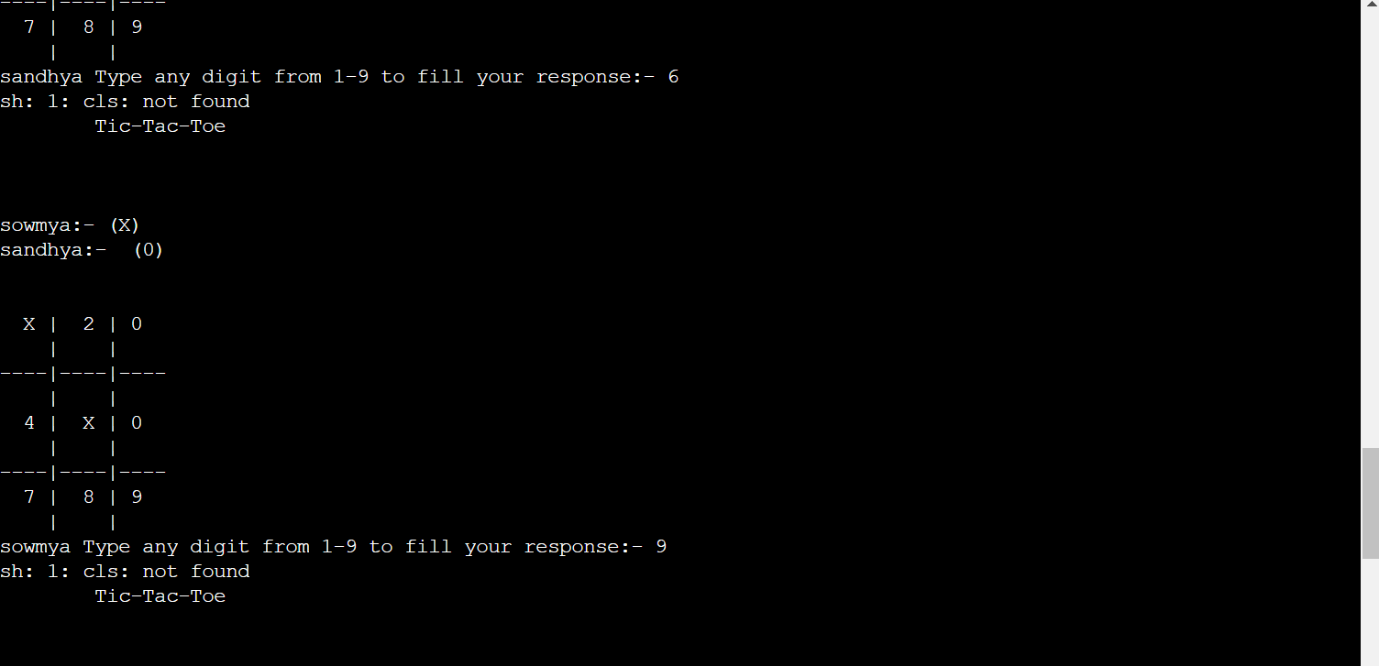 ----|----|----
  7 |  8 | 9
    |    |
sandhya Type any digit from 1-9 to fill your response:- 6
sh: 1: cls: not found
        Tic-Tac-Toe
sowmya:- (X)
sandhya:-  (0)
  X |  2 | 0
    |    |
----|----|----
    |    |
  4 |  X | 0
    |    |
----|----|----
  7 |  8 | 9
    |    |
sowmya Type any digit from 1-9 to fill your response:- 9
sh: 1: cls: not found
        Tic-Tac-Toe